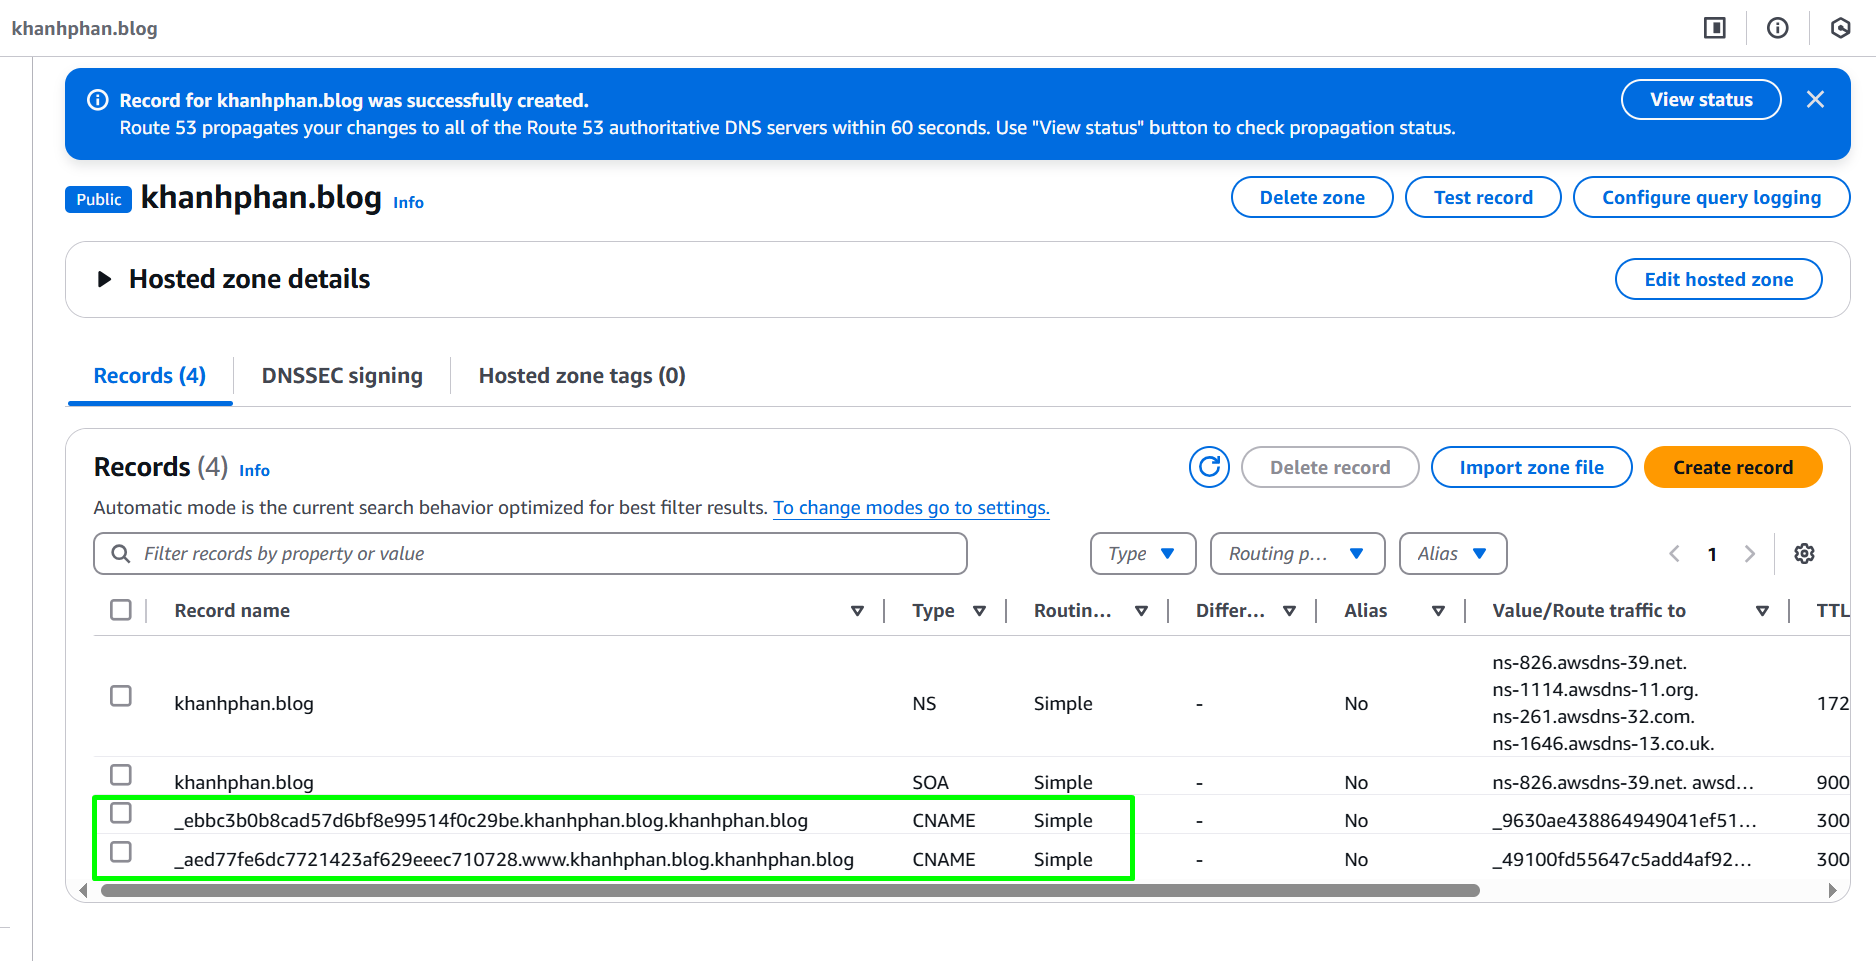 khanhphan.blog
Record for khanhphan.blog was successfully created.
View status
Route 53 propagates your changes to all of the Route 53 authoritative DNS servers within 60 seconds. Use "View status" button to check propagation status.
Public khanhphan.blog Info
Delete zone
Test record
Configure query logging
Hosted zone details
Edit hosted zone
Records (4)
DNSSEC signing
Hosted zone tags (0)
Records (4) Info
Delete record
Import zone file
Create record
Automatic mode is the current search behavior optimized for best filter results. To change modes go to settings.
Filter records by property or value
Type
Routing p...
Alias
1
Record name Type Routin... Differ... Alias Value/Route traffic to TTL
khanhphan.blog NS Simple - No ns-826.awsdns-39.net. 172
ns-1114.awsdns-11.org.
ns-261.awsdns-32.com.
ns-1646.awsdns-13.co.uk.
khanhphan.blog SOA Simple - No ns-826.awsdns-39.net. awsd... 900
_ebbc3b0b8cad57d6bf8e99514f0c29be.khanhphan.blog.khanhphan.blog CNAME Simple - No _9630ae438864949041ef51... 300
_aed77fe6dc7721423af629eeec710728.www.khanhphan.blog.khanhphan.blog CNAME Simple - No _49100fd55647c5add4af92... 300